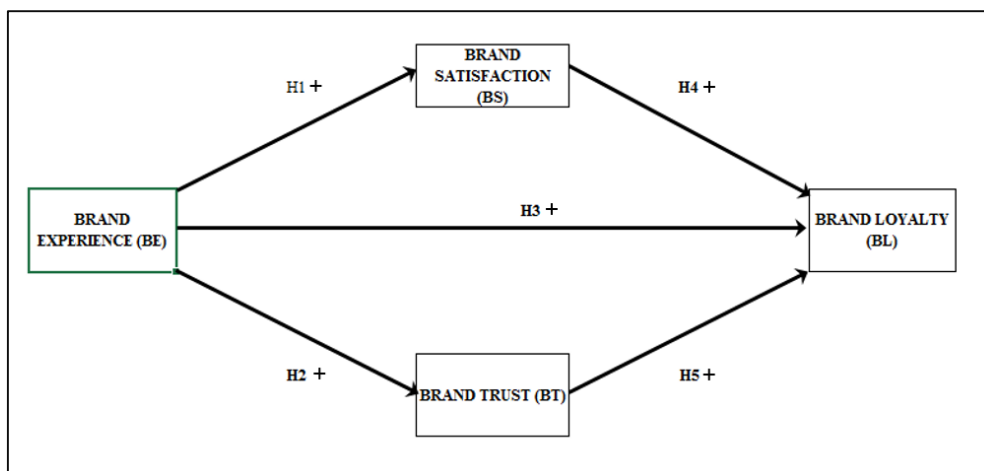 BRAND
SATISFACTION
(BS)
H1 +
H4 +
BRAND
EXPERIENCE (BE)
H3 +
BRAND LOYALTY
(BL)
H2 +
BRAND TRUST (BT)
H5 +